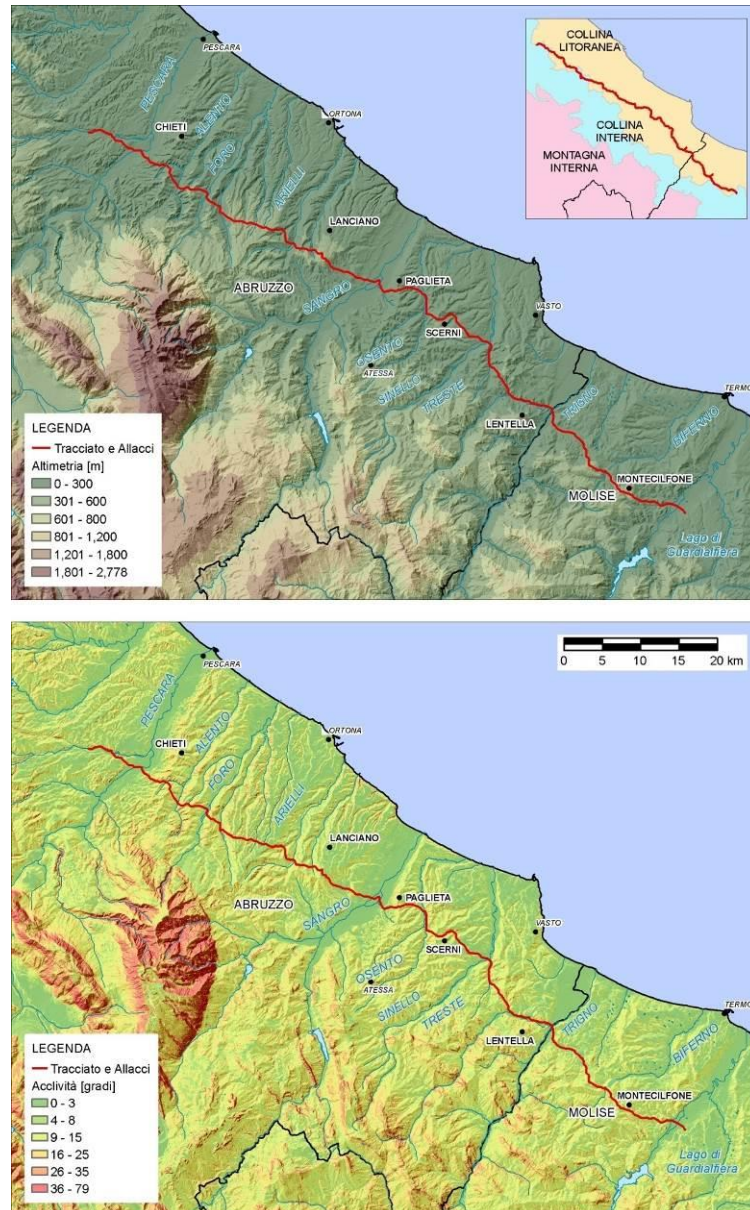 COLLINA
LITORANEA
COLLINA
INTERNA
MONTAGNA
INTERNA
PESCARA
PESCARA
ALENTO
CHIETI
ORTONA
FORO
ARIELLI
LANCIANO
ABRUZZO
SANGRO
PAGLIETA
VASTO
SCERNI
OSENTO
ATESSA
SINELLO
TRESTE
LENTELLA
TRIGNO
TERMO
BIFERNO
MONTECILFONE
MOLISE
Lago di
Guardialfiera
LEGENDA
Tracciato e Allacci
Altimetria [m]
0 - 300
301 - 600
601 - 800
801 - 1,200
1,201 - 1,800
1,801 - 2,778
0 5 10 15 20 km
PESCARA
PESCARA
ALENTO
CHIETI
ORTONA
FORO
ARIELLI
LANCIANO
ABRUZZO
SANGRO
PAGLIETA
VASTO
SCERNI
OSENTO
ATESSA
SINELLO
TRESTE
LENTELLA
TRIGNO
TERMO
BIFERNO
MONTECILFONE
MOLISE
Lago di
Guardialfiera
LEGENDA
Tracciato e Allacci
Acclività [gradi]
0 - 3
4 - 8
9 - 15
16 - 25
26 - 35
36 - 79